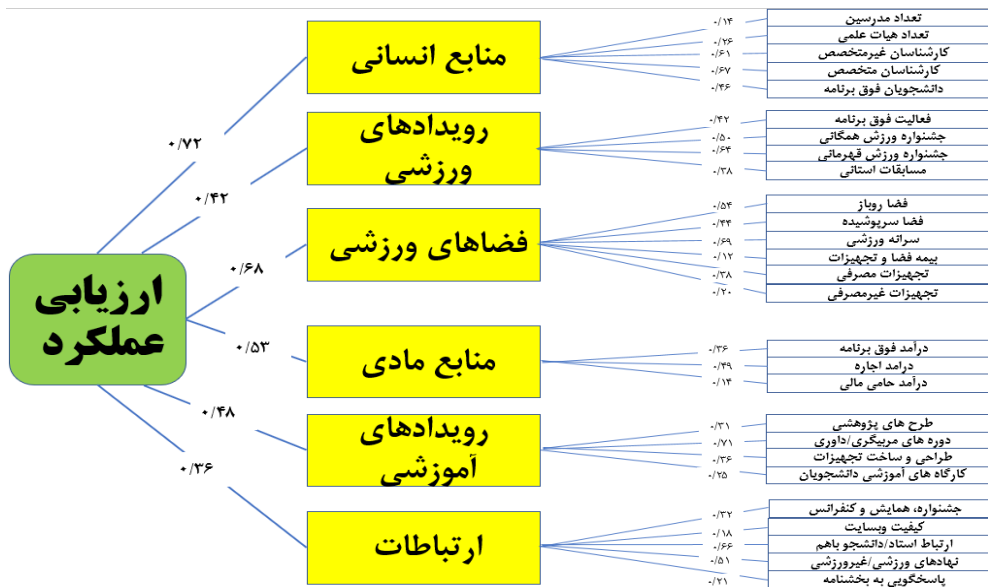 ارزیابی
عملکرد
۰/۷۲
منابع انسانی
۰/۱۴
تعداد مدرسین
۰/۲۶
تعداد هیات علمی
۰/۶۱
کارشناسان غیرمتخصص
۰/۶۷
کارشناسان متخصص
۰/۴۶
دانشجویان فوق برنامه
۰/۴۲
رویدادهای
ورزشی
۰/۴۲
فعالیت فوق برنامه
۰/۵۰
جشنواره ورزش همگانی
۰/۶۴
جشنواره ورزش قهرمانی
۰/۳۸
مسابقات استانی
۰/۶۸
فضاهای ورزشی
۰/۵۴
فضا روباز
۰/۴۴
فضا سرپوشیده
۰/۶۹
سرانه ورزشی
۰/۱۲
بیمه فضا و تجهیزات
۰/۳۸
تجهیزات مصرفی
۰/۲۰
تجهیزات غیرمصرفی
۰/۵۳
منابع مادی
۰/۳۶
درآمد فوق برنامه
۰/۴۹
درامد اجاره
۰/۱۴
درآمد حامی مالی
۰/۴۸
رویدادهای
آموزشی
۰/۳۱
طرح های پژوهشی
۰/۷۱
دوره های مربیگری/داوری
۰/۳۶
طراحی و ساخت تجهیزات
۰/۲۵
کارگاه های آموزشی دانشجویان
۰/۳۶
ارتباطات
۰/۳۲
جشنواره، همایش و کنفرانس
۰/۱۸
کیفیت وبسایت
۰/۶۶
ارتباط استاد/دانشجو باهم
۰/۵۱
نهادهای ورزشی/غیرورزشی
۰/۲۱
پاسخگویی به بخشنامه